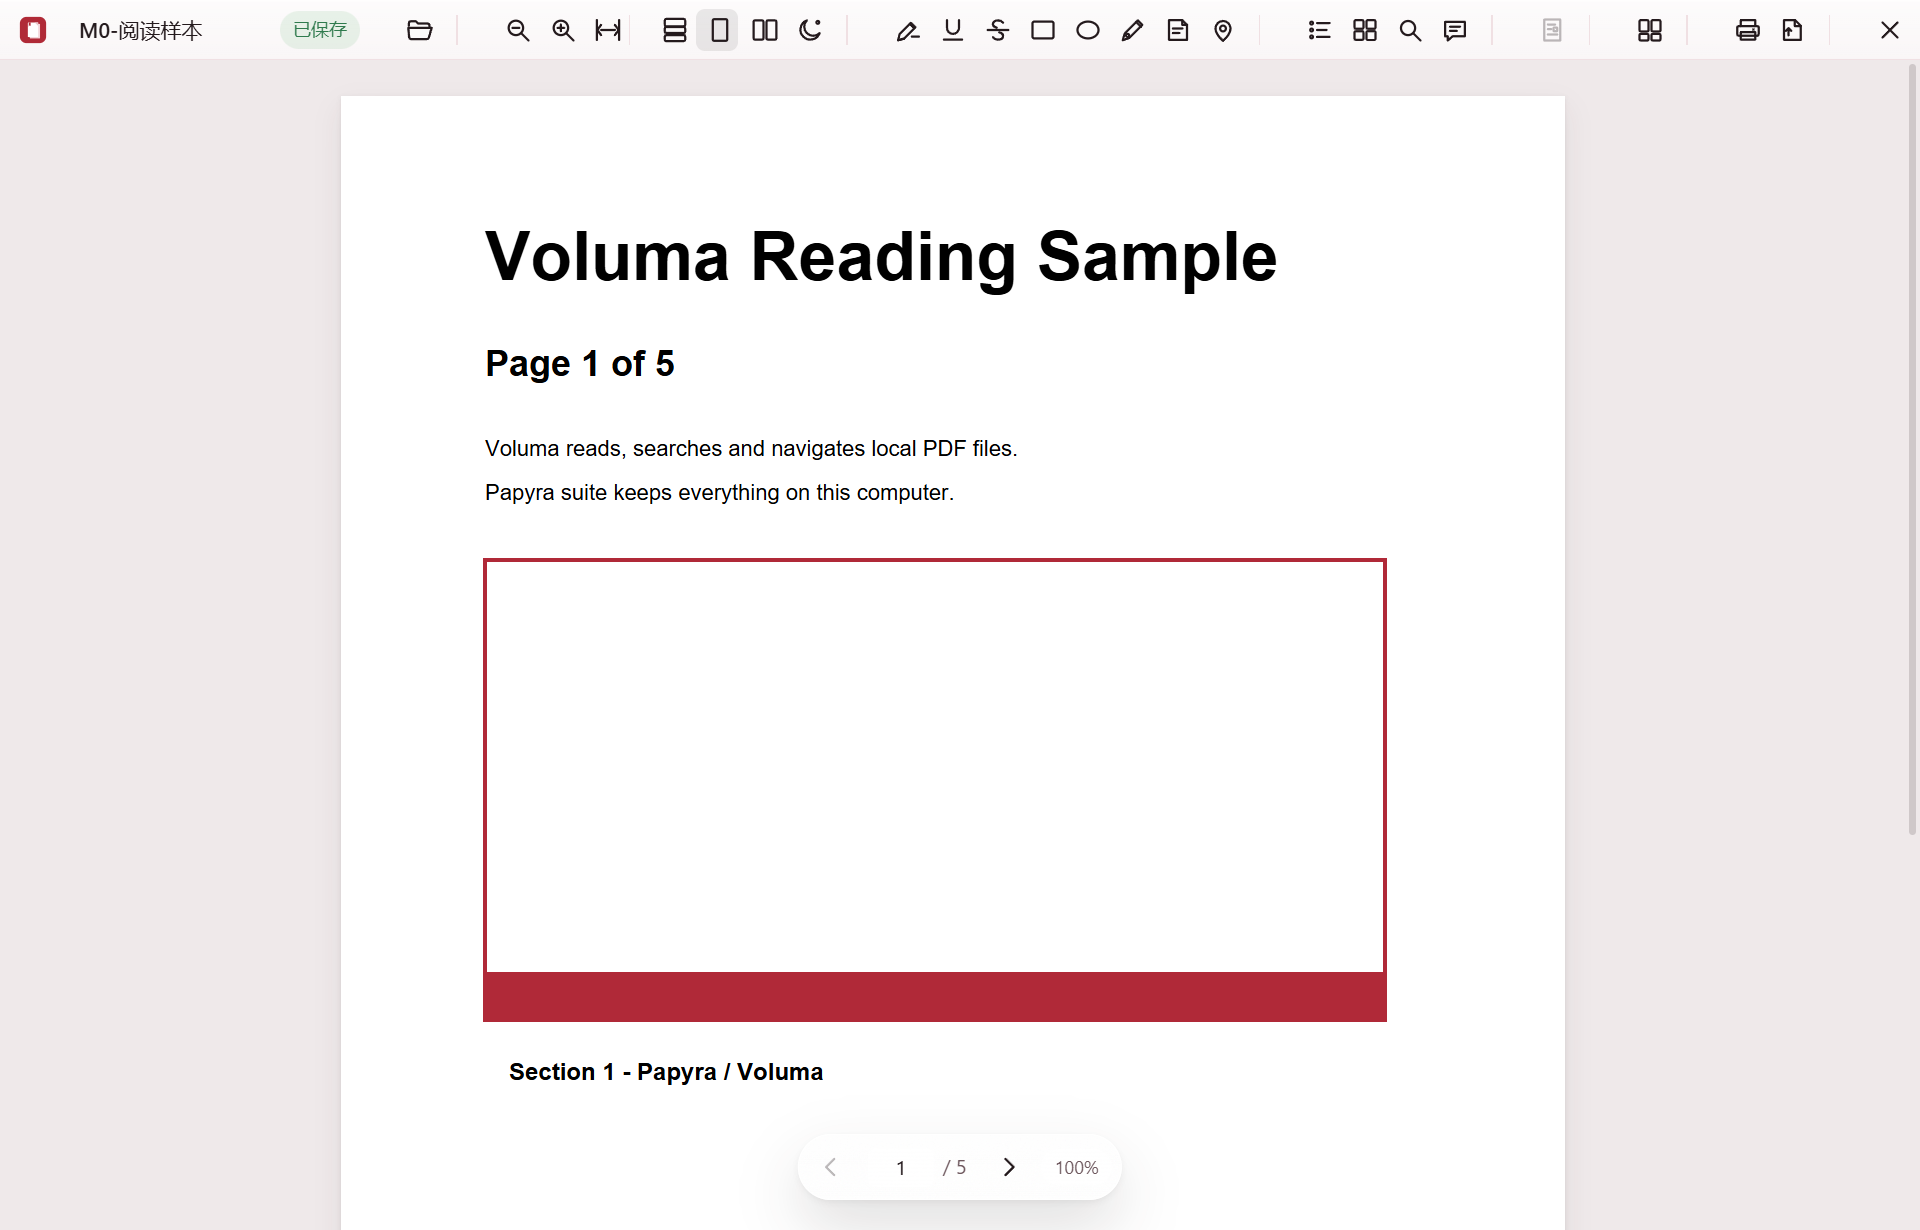 M0-阅读样本
已保存
Voluma Reading Sample
Page 1 of 5
Voluma reads, searches and navigates local PDF files.
Papyra suite keeps everything on this computer.
Section 1 - Papyra / Voluma
1 / 5 100%